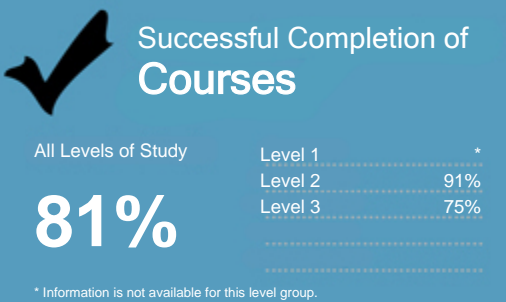 Successful Completion of
Courses
All Levels of Study
81%
Level 1 *
Level 2 91%
Level 3 75%
* Information is not available for this level group.